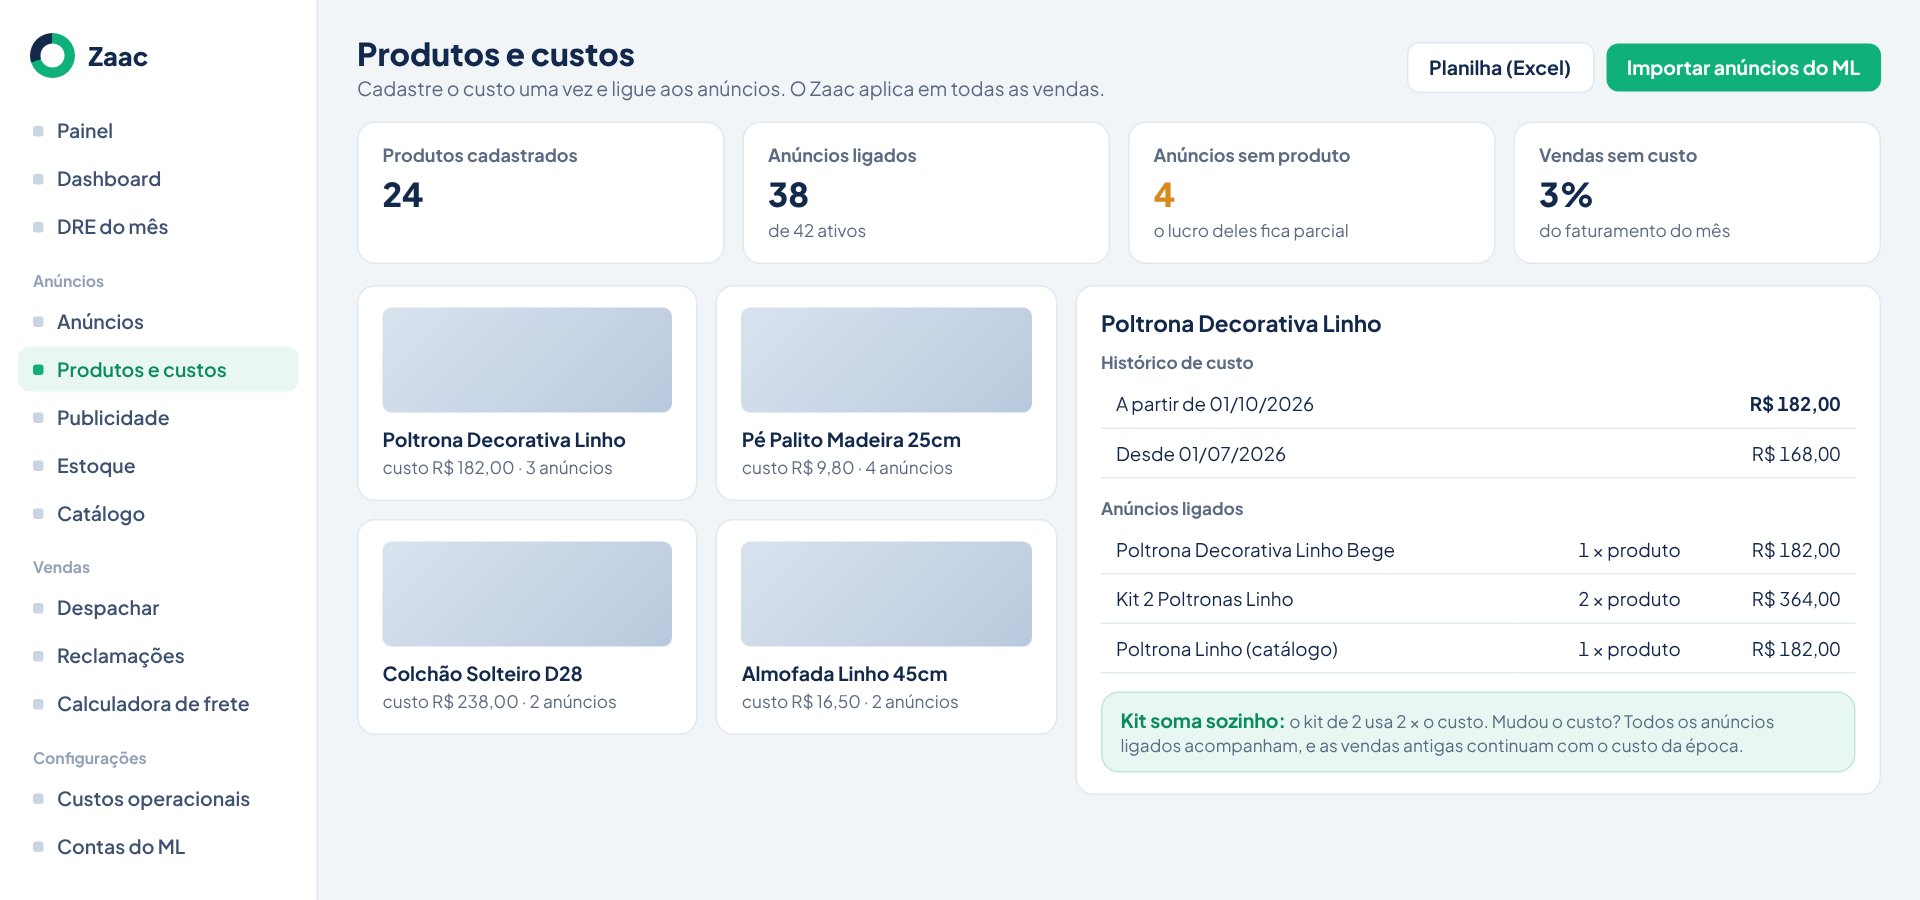 Zaac
Painel
Dashboard
DRE do mês
Anúncios
Anúncios
Produtos e custos
Publicidade
Estoque
Catálogo
Vendas
Despachar
Reclamações
Calculadora de frete
Configurações
Custos operacionais
Contas do ML
Produtos e custos
Cadastre o custo uma vez e ligue aos anúncios. O Zaac aplica em todas as vendas.
Planilha (Excel)
Importar anúncios do ML
Produtos cadastrados
24
Anúncios ligados
38
de 42 ativos
Anúncios sem produto
4
o lucro deles fica parcial
Vendas sem custo
3%
do faturamento do mês
Poltrona Decorativa Linho
custo R$ 182,00 · 3 anúncios
Pé Palito Madeira 25cm
custo R$ 9,80 · 4 anúncios
Colchão Solteiro D28
custo R$ 238,00 · 2 anúncios
Almofada Linho 45cm
custo R$ 16,50 · 2 anúncios
Poltrona Decorativa Linho
Histórico de custo
A partir de 01/10/2026 R$ 182,00
Desde 01/07/2026 R$ 168,00
Anúncios ligados
Poltrona Decorativa Linho Bege 1 × produto R$ 182,00
Kit 2 Poltronas Linho 2 × produto R$ 364,00
Poltrona Linho (catálogo) 1 × produto R$ 182,00
Kit soma sozinho: o kit de 2 usa 2 × o custo. Mudou o custo? Todos os anúncios
ligados acompanham, e as vendas antigas continuam com o custo da época.